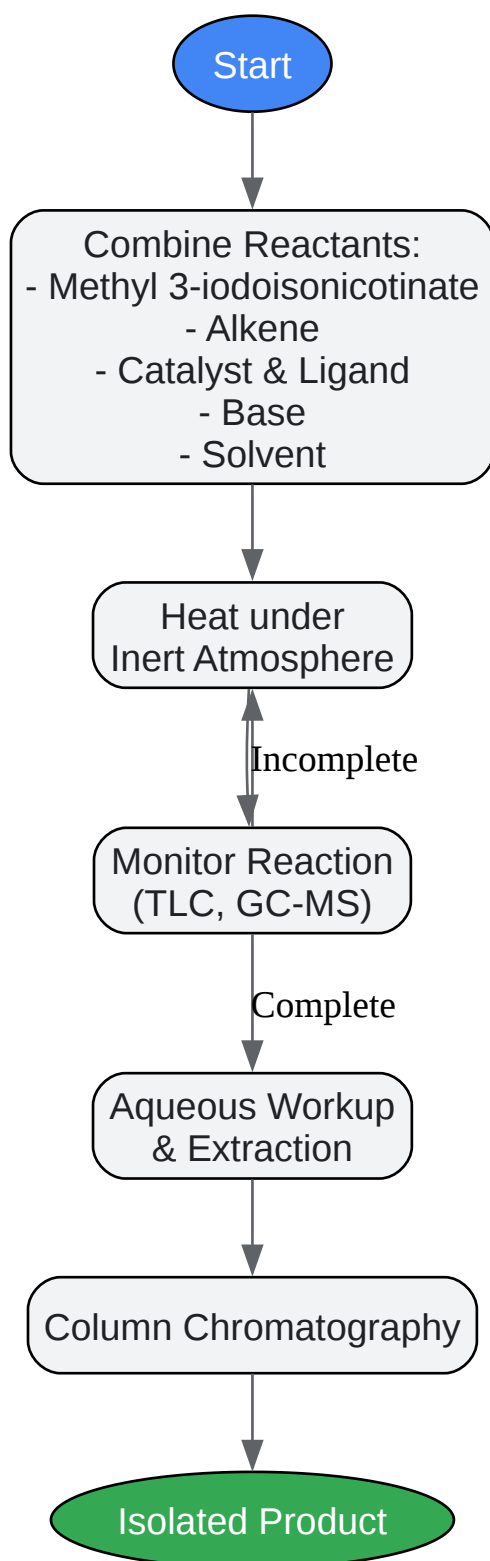 Start
Combine Reactants:
- Methyl 3-iodoisonicotinate
- Alkene
- Catalyst & Ligand
- Base
- Solvent
Heat under
Inert Atmosphere
Incomplete
Monitor Reaction
(TLC, GC-MS)
Complete
Aqueous Workup
& Extraction
Column Chromatography
Isolated Product